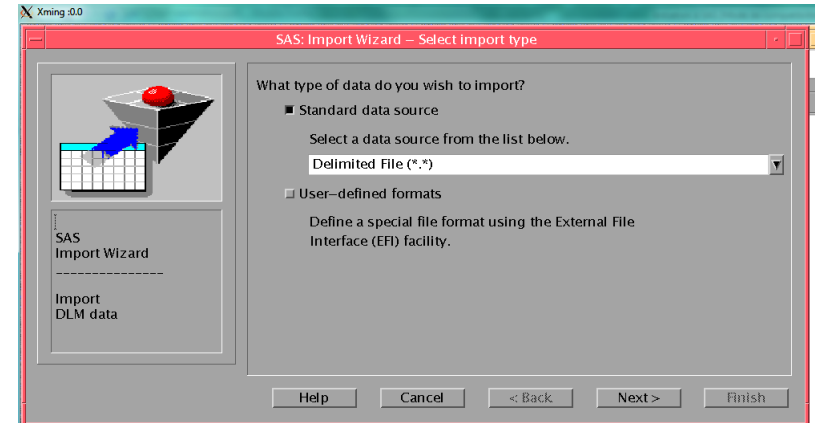 Xming :0.0
SAS: Import Wizard – Select import type
What type of data do you wish to import?
Standard data source
Select a data source from the list below.
Delimited File (*.*)
User–defined formats
Define a special file format using the External File
Interface (EFI) facility.
SAS
Import Wizard
---------------
Import
DLM data
Help
Cancel
< Back
Next >
Finish